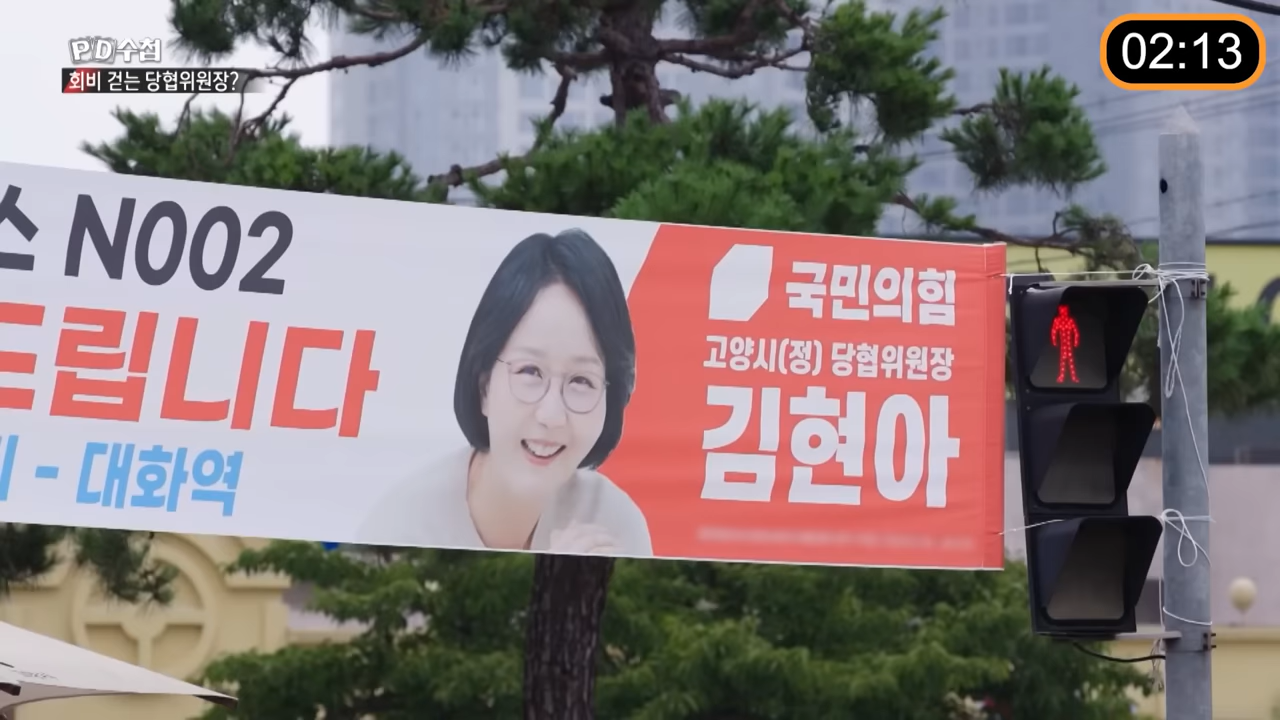 PD수첩
회비 걷는 당협위원장?
02:13
스 N002
드립니다
- 대화역
국민의힘
고양시(정) 당협위원장
김현아